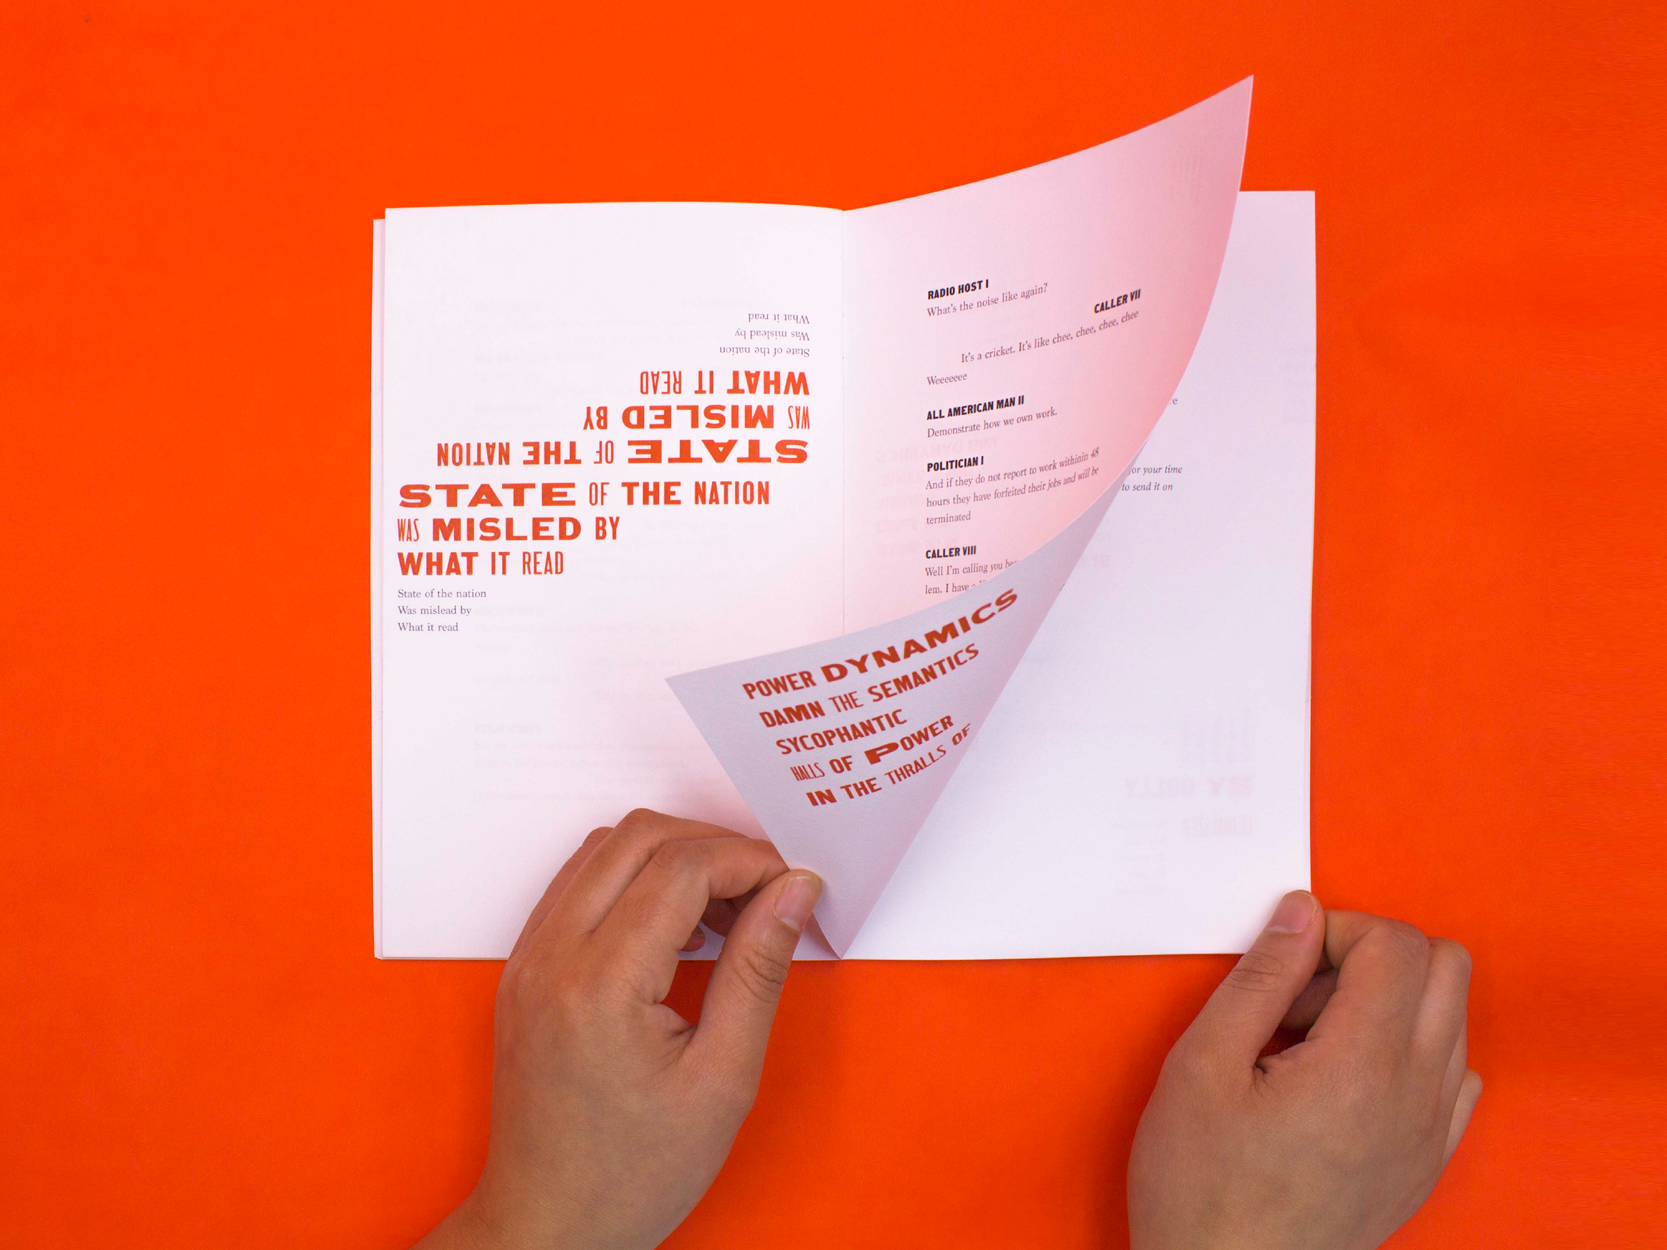 What it read
Was mislead by
State of the nation
WHAT IT READ
WAS MISLED BY
STATE OF THE NATION
STATE OF THE NATION
WAS MISLED BY
WHAT IT READ
State of the nation
Was mislead by
What it read
RADIO HOST I
What's the noise like again?
CALLER VII
It's a cricket. It's like chee, chee, chee, chee
Weeeeeee
ALL AMERICAN MAN II
Demonstrate how we own work.
POLITICIAN I
And if they do not report to work withinin 48
hours they have forfeited their jobs and will be
terminated
CALLER VIII
Well I'm calling you
lem. I have
for your time
to send it on
POWER DYNAMICS
DAMN THE SEMANTICS
SYCOPHANTIC
HALLS OF POWER
IN THE THRALLS OF